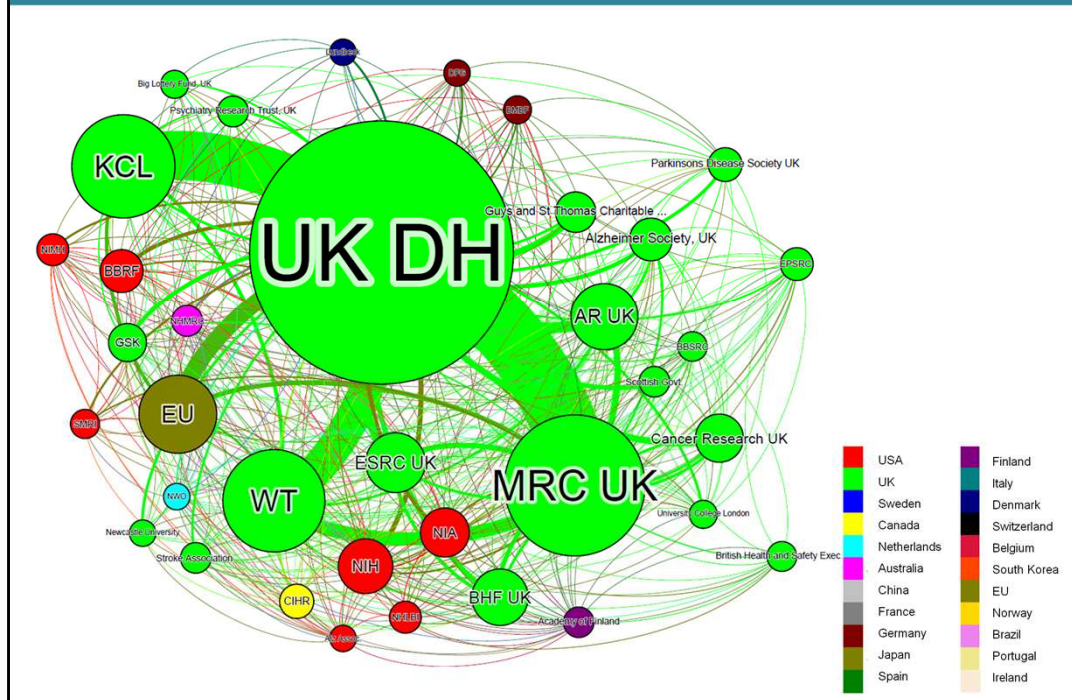 Lundbeck
DFG
Big Lottery Fund, UK
Psychiatry Research Trust, UK
BMBF
KCL
Parkinsons Disease Society UK
Guys and St Thomas Charitable ...
Alzheimer Society, UK
UK DH
NIMH
BBRF
EPSRC
NHMRC
AR UK
GSK
BBSRC
Scottish Govt
EU
SMRI
Cancer Research UK
ESRC UK
MRC UK
WT
NWO
University College London
Newcastle University
NIA
Stroke Association
British Health and Safety Exec
NIH
CIHR
BHF UK
NHLBI
Academy of Finland
Alz Assoc
USA
UK
Sweden
Canada
Netherlands
Australia
China
France
Germany
Japan
Spain
Finland
Italy
Denmark
Switzerland
Belgium
South Korea
EU
Norway
Brazil
Portugal
Ireland